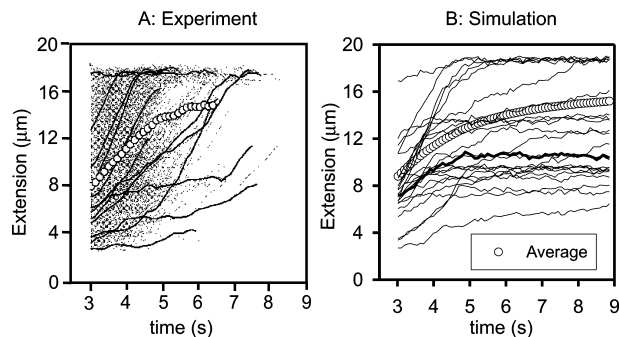 A: Experiment
B: Simulation
20
16
12
8
4
0
Extension (μm)
3 4 5 6 7 8 9
time (s)
20
16
12
8
4
0
Extension (μm)
3 4 5 6 7 8 9
time (s)
Average